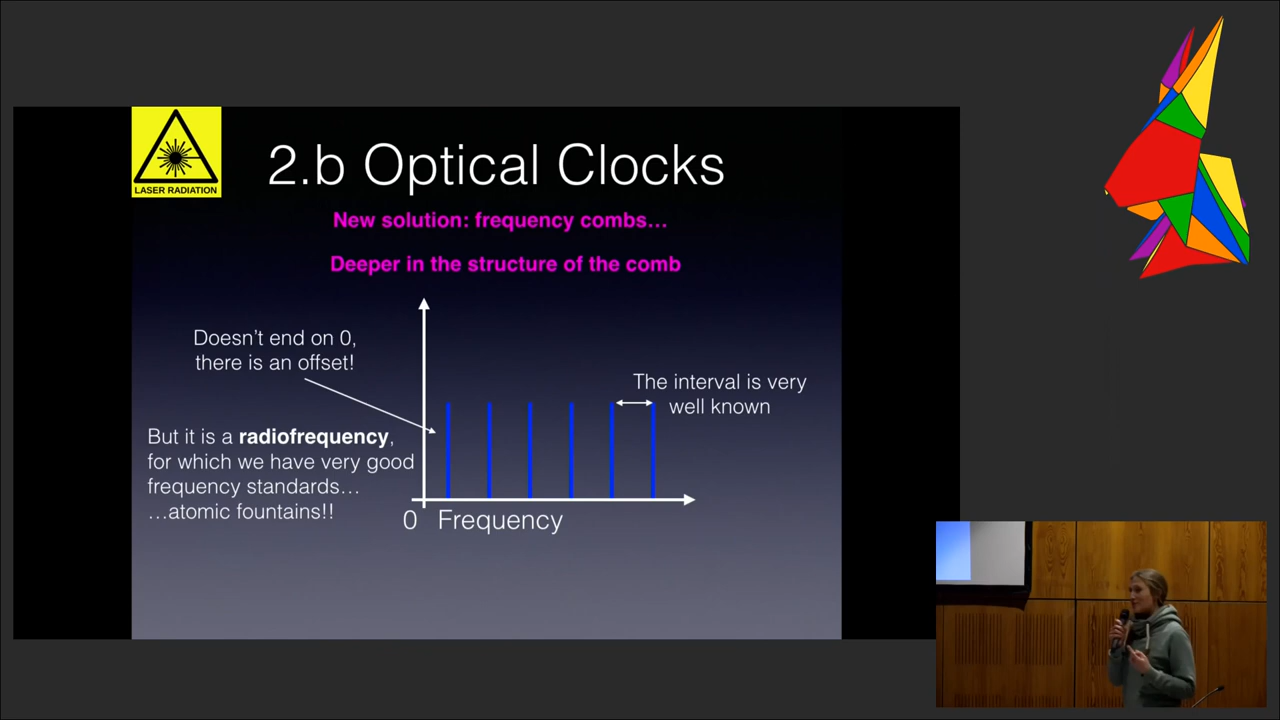 LASER RADIATION
2.b Optical Clocks
New solution: frequency combs…
Deeper in the structure of the comb
Doesn't end on 0,
there is an offset!
The interval is very
well known
But it is a radiofrequency,
for which we have very good
frequency standards…
…atomic fountains!!
0 Frequency